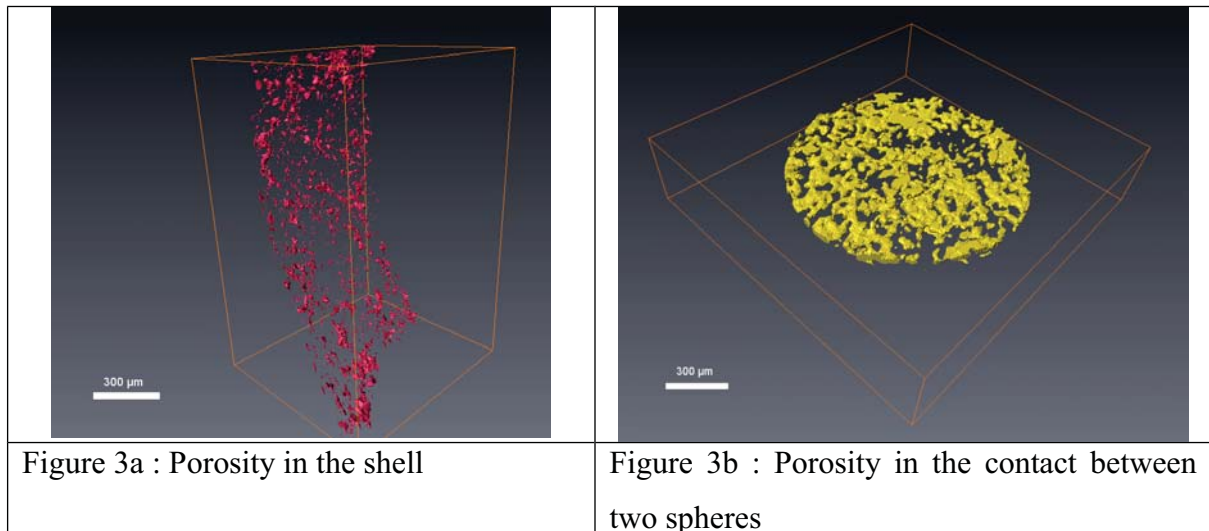 300 μm
300 μm
Figure 3a : Porosity in the shell
Figure 3b : Porosity in the contact between
two spheres